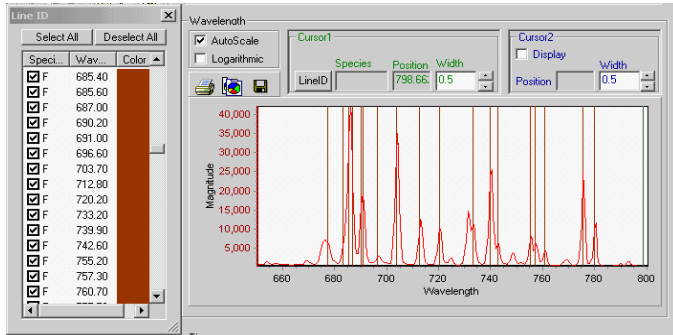 Line ID
Select All Deselect All
Speci... Wav... Color
F 685.40
F 685.60
F 687.00
F 690.20
F 691.00
F 696.60
F 703.70
F 712.80
F 720.20
F 733.20
F 739.90
F 742.60
F 755.20
F 757.30
F 760.70
Wavelength
AutoScale
Logarithmic
Cursor1
Species Position Width
LineID 798.66 0.5
Cursor2
Display
Width
Position 0.5
Magnitude
40,000
35,000
30,000
25,000
20,000
15,000
10,000
5,000
660 680 700 720 740 760 780 800
Wavelength